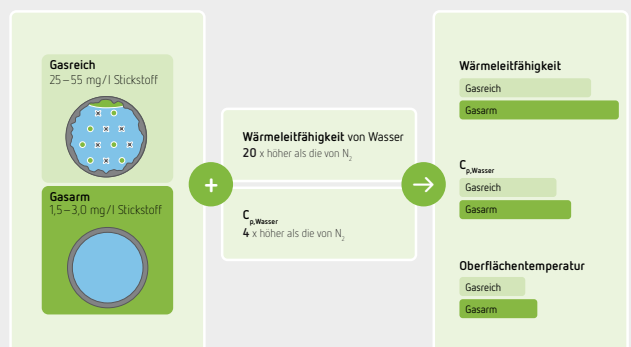 Gasreich
25–55 mg/l Stickstoff
Gasarm
1,5–3,0 mg/l Stickstoff
+
Wärmeleitfähigkeit von Wasser
20 x höher als die von N2
Cp,Wasser
4 x höher als die von N2
→
Wärmeleitfähigkeit
Gasreich
Gasarm
Cp,Wasser
Gasreich
Gasarm
Oberflächentemperatur
Gasreich
Gasarm